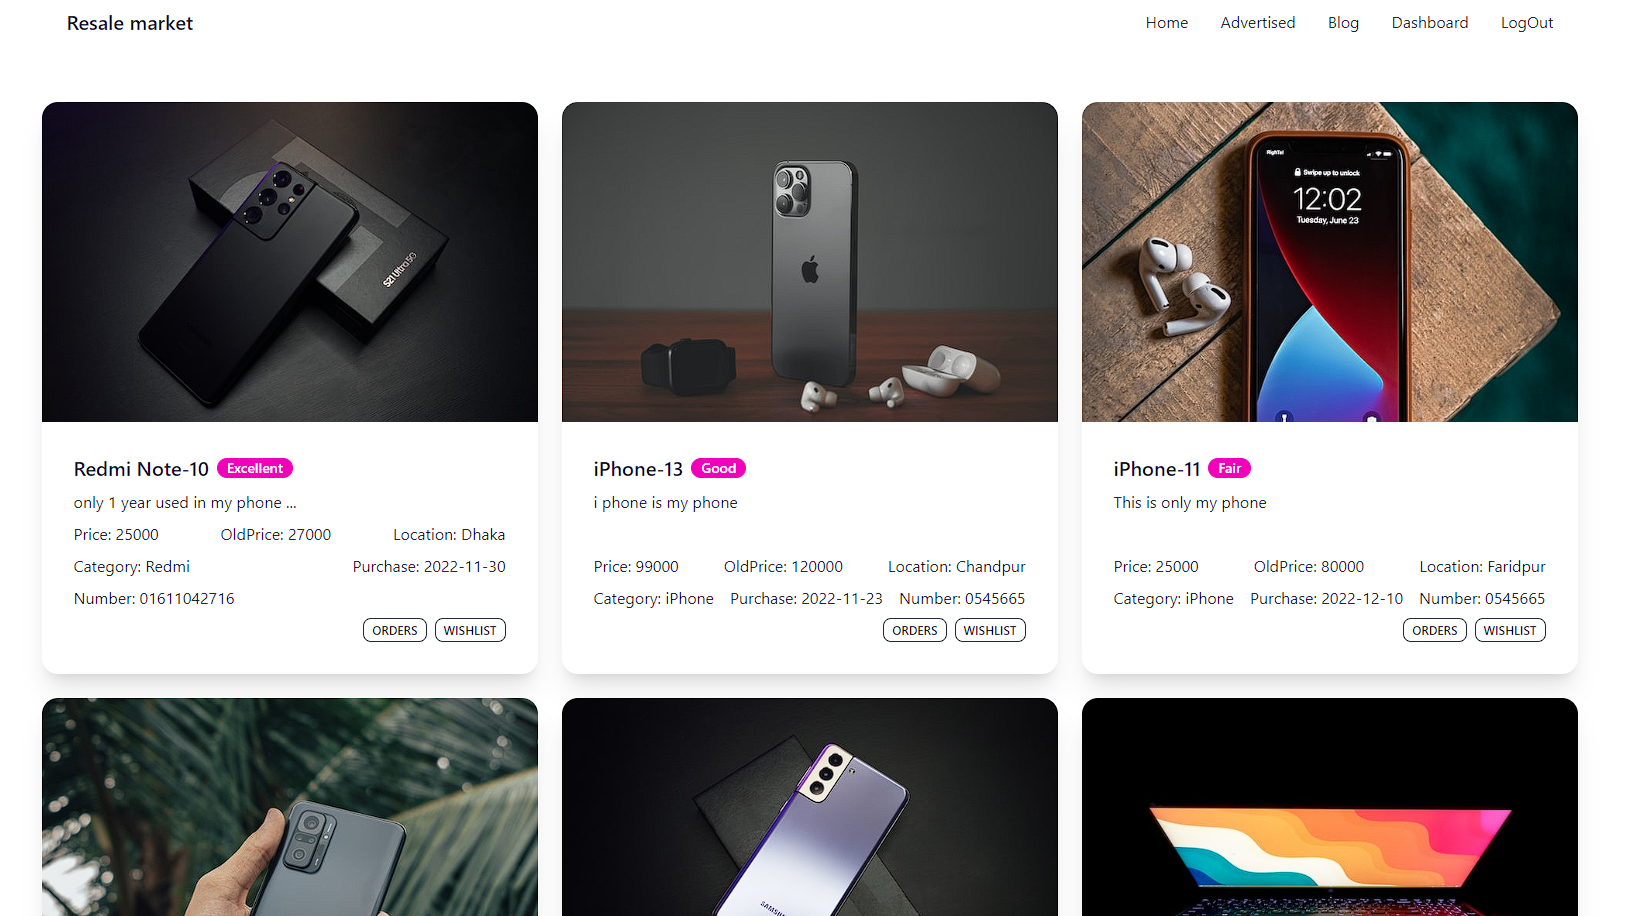 Resale market
Home Advertised Blog Dashboard LogOut
S21 Ultra 5G
RighTel
Swipe up to unlock
12:02
Tuesday, June 23
Redmi Note-10 Excellent
only 1 year used in my phone ...
Price: 25000 OldPrice: 27000 Location: Dhaka
Category: Redmi Purchase: 2022-11-30
Number: 01611042716
ORDERS WISHLIST
iPhone-13 Good
i phone is my phone
Price: 99000 OldPrice: 120000 Location: Chandpur
Category: iPhone Purchase: 2022-11-23 Number: 0545665
ORDERS WISHLIST
iPhone-11 Fair
This is only my phone
Price: 25000 OldPrice: 80000 Location: Faridpur
Category: iPhone Purchase: 2022-12-10 Number: 0545665
ORDERS WISHLIST
SAMSUNG